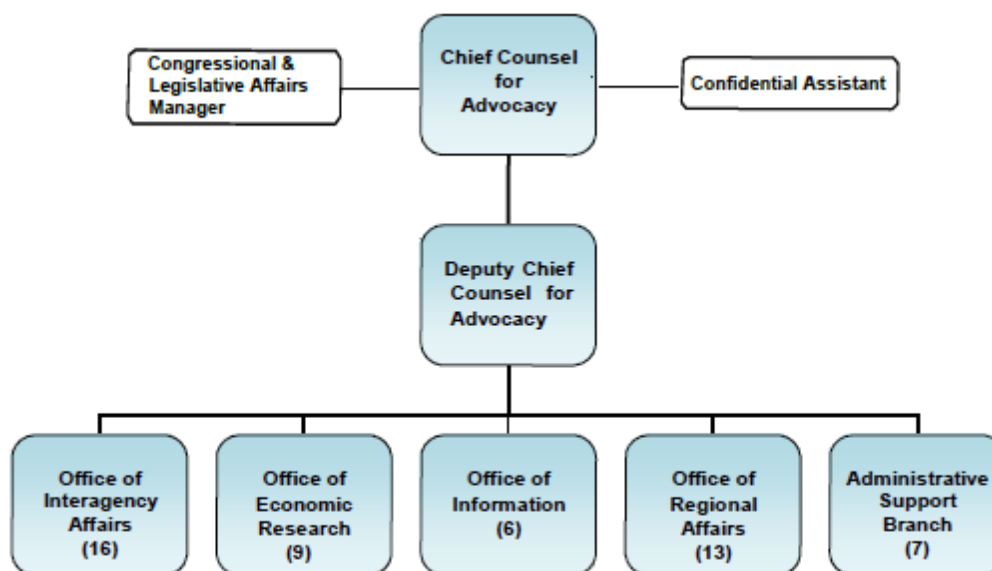 Congressional &
Legislative Affairs
Manager
Chief Counsel
for
Advocacy
Confidential Assistant
Deputy Chief
Counsel for
Advocacy
Office of
Interagency
Affairs
(16)
Office of
Economic
Research
(9)
Office of
Information
(6)
Office of
Regional
Affairs
(13)
Administrative
Support
Branch
(7)